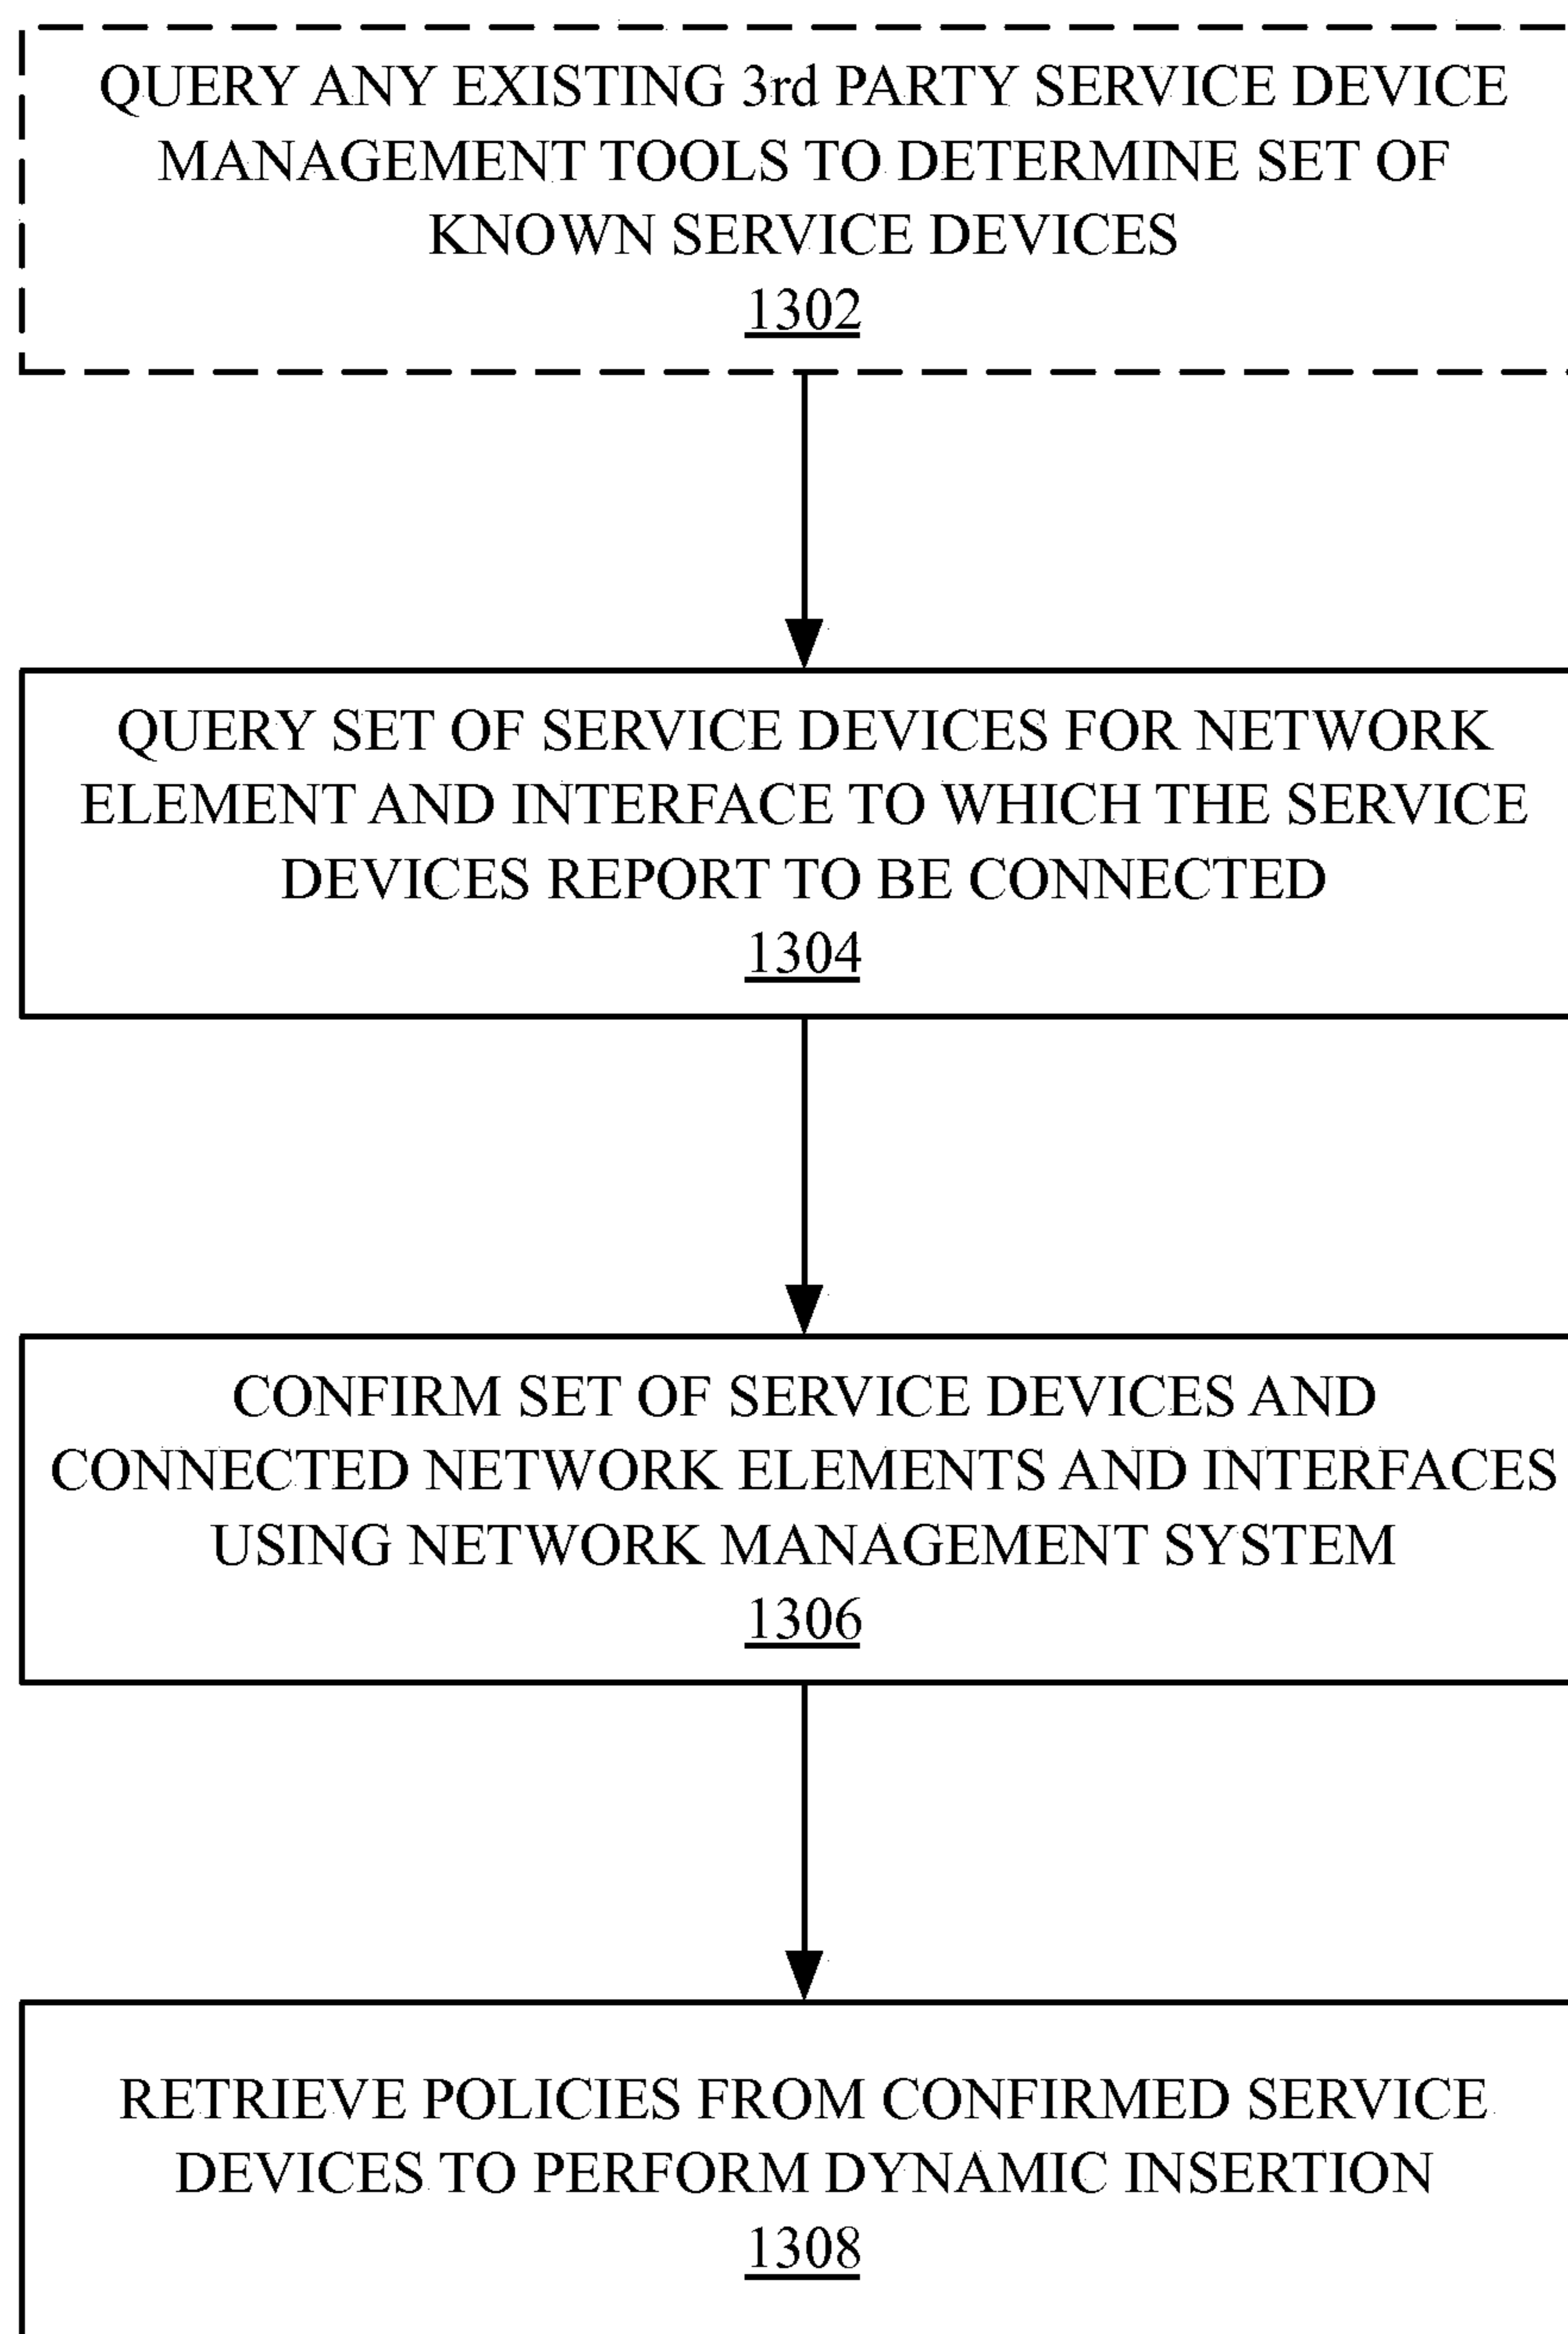 QUERY ANY EXISTING 3rd PARTY SERVICE DEVICE
MANAGEMENT TOOLS TO DETERMINE SET OF
KNOWN SERVICE DEVICES
1302
QUERY SET OF SERVICE DEVICES FOR NETWORK
ELEMENT AND INTERFACE TO WHICH THE SERVICE
DEVICES REPORT TO BE CONNECTED
1304
CONFIRM SET OF SERVICE DEVICES AND
CONNECTED NETWORK ELEMENTS AND INTERFACES
USING NETWORK MANAGEMENT SYSTEM
1306
RETRIEVE POLICIES FROM CONFIRMED SERVICE
DEVICES TO PERFORM DYNAMIC INSERTION
1308